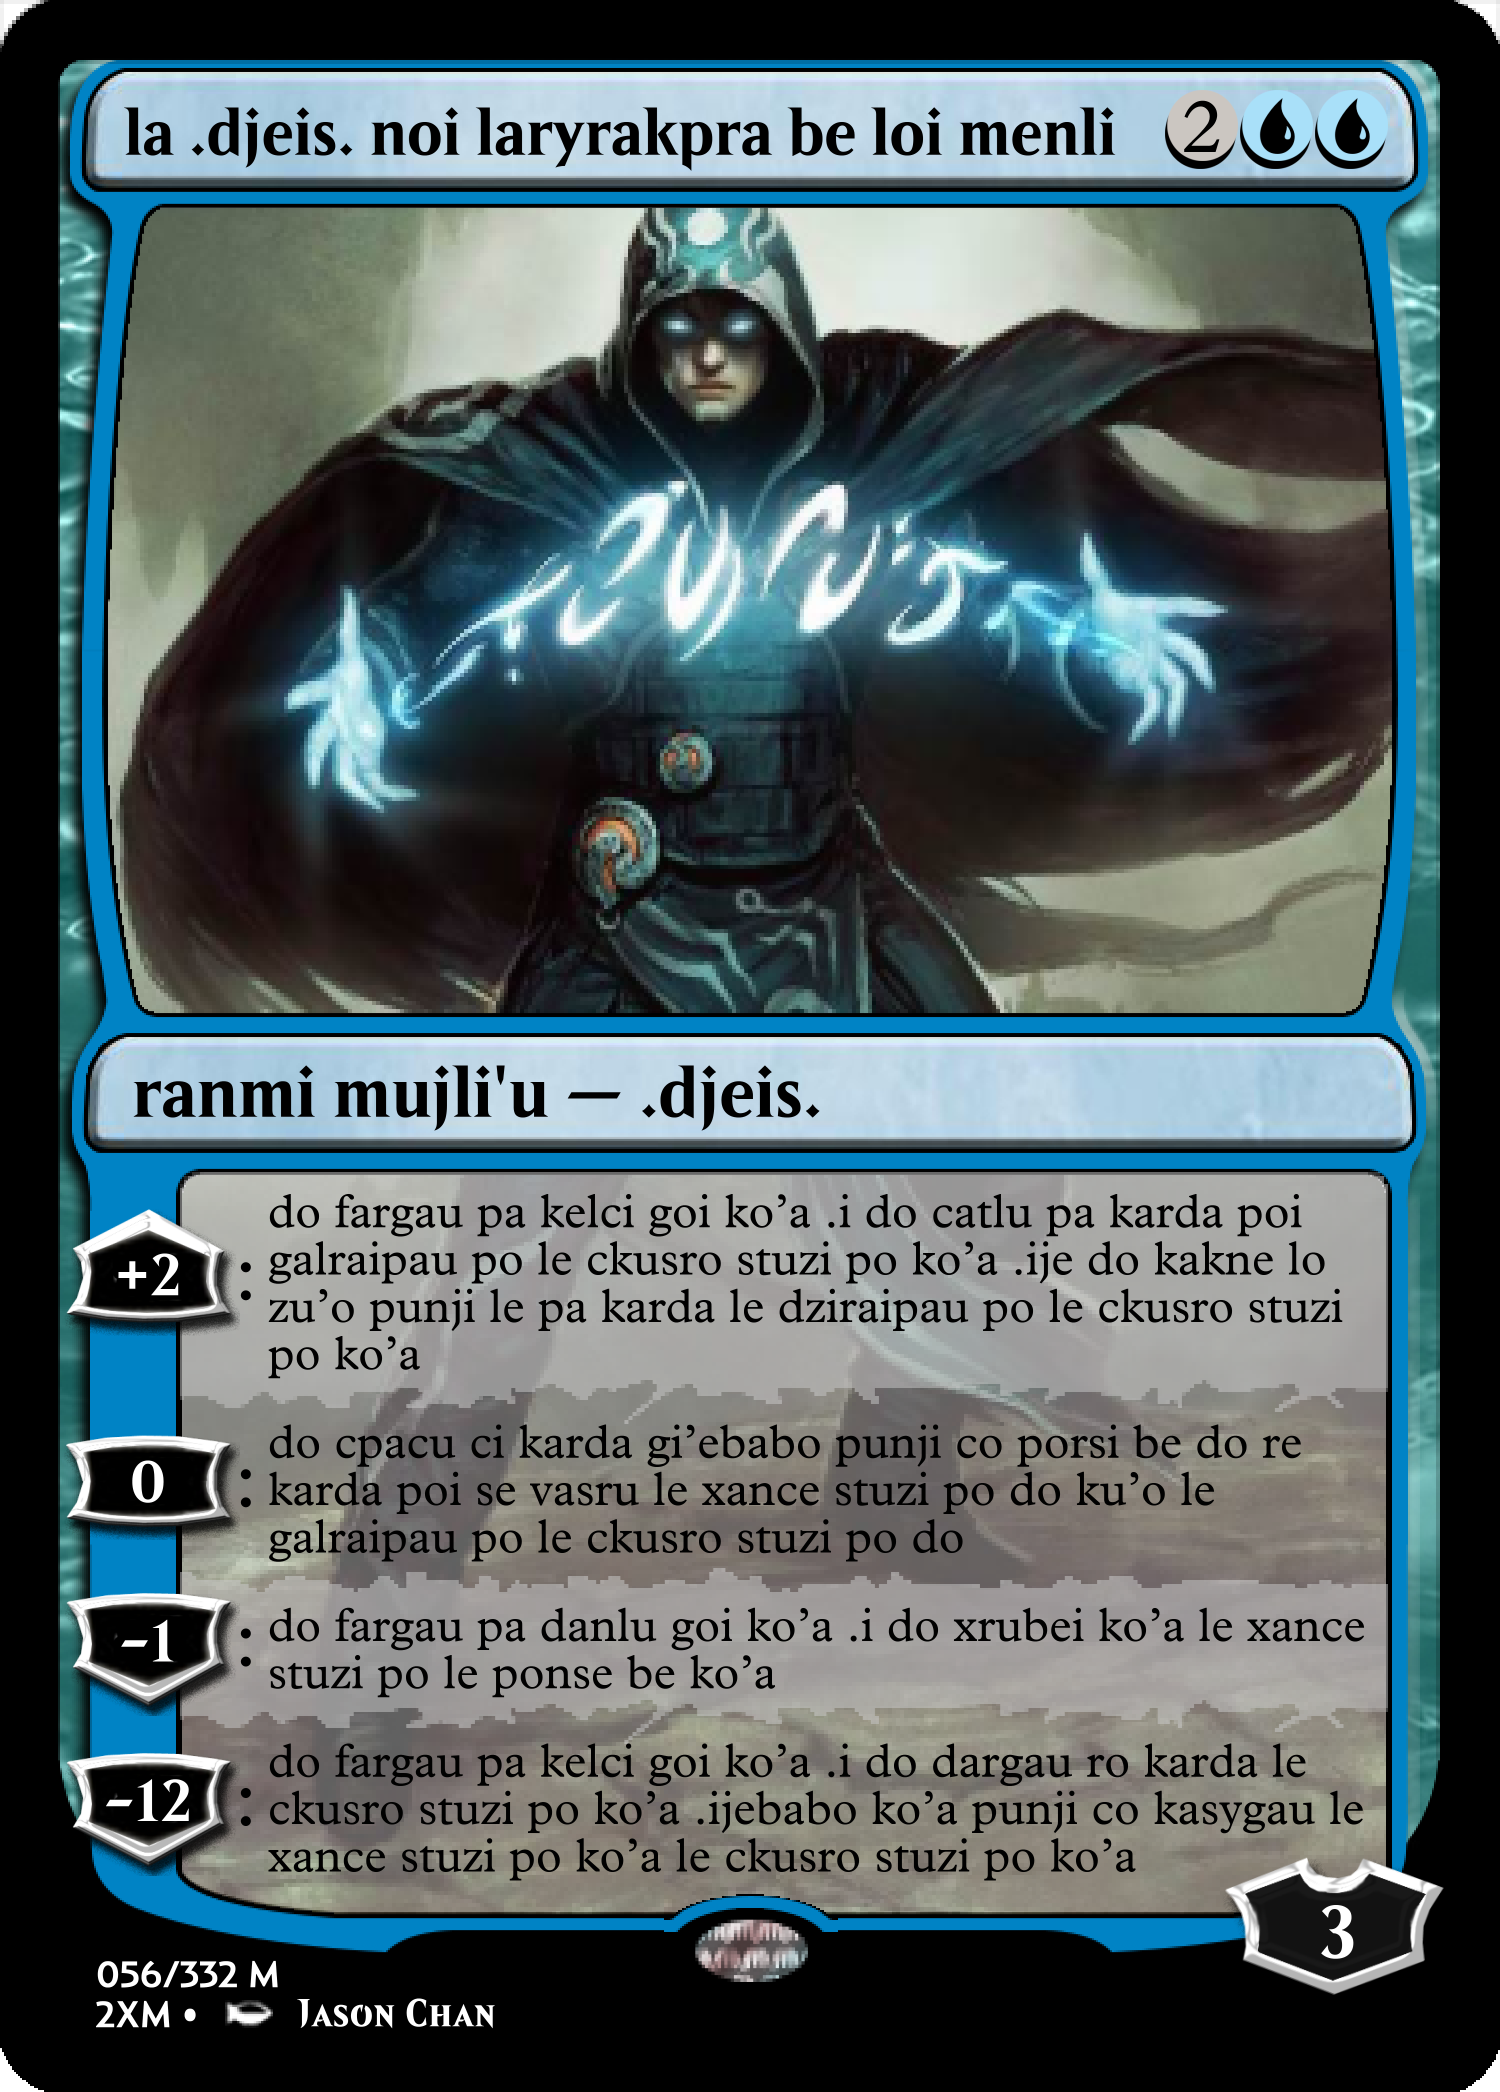 la .djeis. noi laryrakpra be loi menli 2
ranmi mujli'u — .djeis.
+2: do fargau pa kelci goi ko’a .i do catlu pa karda poi
galraipau po le ckusro stuzi po ko’a .ije do kakne lo
zu’o punji le pa karda le dziraipau po le ckusro stuzi
po ko’a
0: do cpacu ci karda gi’ebabo punji co porsi be do re
karda poi se vasru le xance stuzi po do ku’o le
galraipau po le ckusro stuzi po do
-1: do fargau pa danlu goi ko’a .i do xrubei ko’a le xance
stuzi po le ponse be ko’a
-12: do fargau pa kelci goi ko’a .i do dargau ro karda le
ckusro stuzi po ko’a .ijebabo ko’a punji co kasygau le
xance stuzi po ko’a le ckusro stuzi po ko’a
3
056/332 M
2XM • Jason Chan